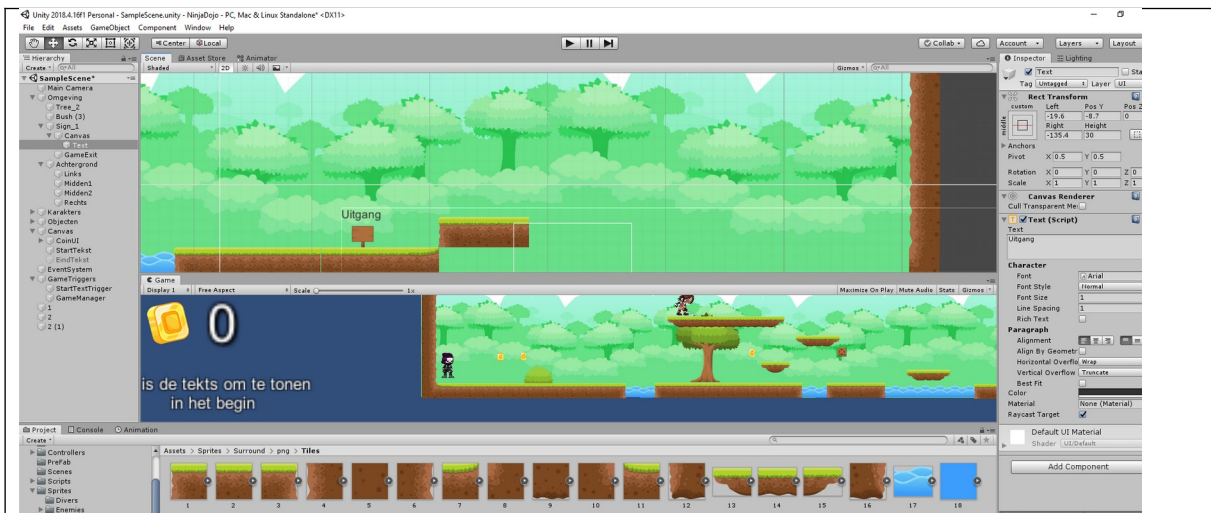 Unity 2018.4.16f1 Personal - SampleScene.unity - NinjaDojo - PC, Mac & Linux Standalone* <DX11>
File Edit Assets GameObject Component Window Help
Center Local Collab Account Layers Layout
Hierarchy
Create All
SampleScene*
Main Camera
Omgeving
Tree_2
Bush (3)
Sign_1
Canvas
Text
GameExit
Achtergrond
Links
Midden1
Midden2
Rechts
Karakters
Objecten
Canvas
CoinUI
StartTekst
EindTekst
EventSystem
GameTriggers
StartTextTrigger
GameManager
1
2
2 (1)
Scene Asset Store Animator
Shaded 2D Gizmos All
Uitgang
Game
Display 1 Free Aspect Scale 1x Maximize On Play Mute Audio Stats Gizmos
0
is de tekts om te tonen
in het begin
Inspector Lighting
Text Sta
Tag Untagged Layer UI
Rect Transform
custom Left Pos Y Pos Z
middle -19.6 -8.7 0
Right Height
-135.4 30
Anchors
Pivot X 0.5 Y 0.5
Rotation X 0 Y 0 Z 0
Scale X 1 Y 1 Z 1
Canvas Renderer
Cull Transparent Me
Text (Script)
Text
Uitgang
Character
Font Arial
Font Style Normal
Font Size 1
Line Spacing 1
Rich Text
Paragraph
Alignment
Align By Geometr
Horizontal Overflo Wrap
Vertical Overflow Truncate
Best Fit
Color
Material None (Material)
Raycast Target
Default UI Material
Shader UI/Default
Add Component
Project Console Animation
Create
Controllers
PreFab
Scenes
Scripts
Sprites
Divers
Enemies
Assets > Sprites > Surround > png > Tiles
1 2 3 4 5 6 7 8 9 10 11 12 13 14 15 16 17 18